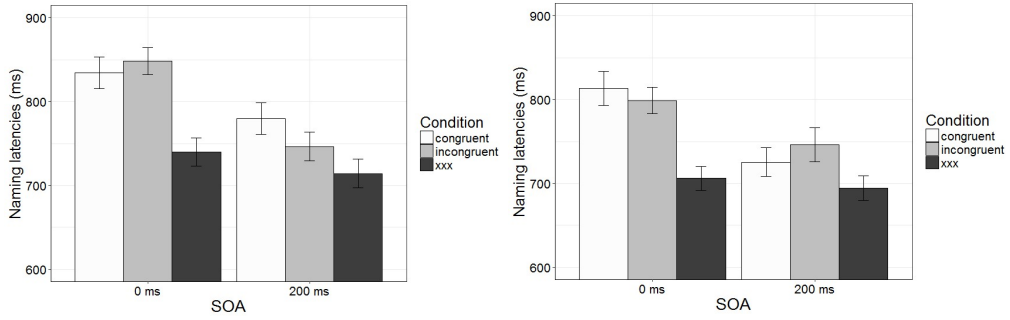 900
800
700
600
Naming latencies (ms)
0 ms
200 ms
SOA
Condition
congruent
incongruent
xxx
900
800
700
600
Naming latencies (ms)
0 ms
200 ms
SOA
Condition
congruent
incongruent
xxx